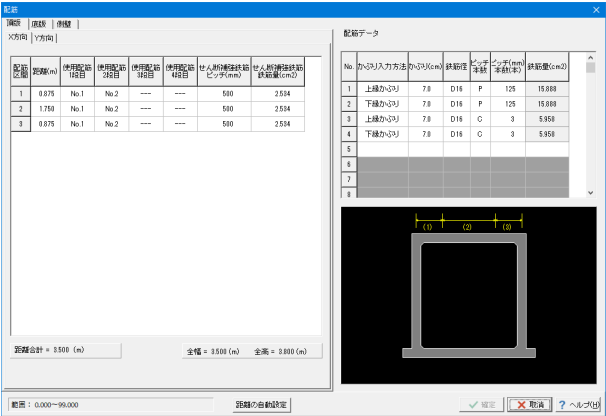 配筋
頂版 底版 側壁
X方向 Y方向
配筋区間 距離(m) 使用配筋1段目 使用配筋2段目 使用配筋3段目 使用配筋4段目 せん断補強鉄筋ピッチ(mm) せん断補強鉄筋鉄筋量(cm2)
1 0.875 No.1 No.2 --- --- 500 2.534
2 1.750 No.1 No.2 --- --- 500 2.534
3 0.875 No.1 No.2 --- --- 500 2.534
距離合計 = 3.500 (m)
全幅 = 3.500 (m) 全高 = 3.800 (m)
配筋データ
No. かぶり入力方法 かぶり(cm) 鉄筋径 ピッチ本数 ピッチ(mm)本数(本) 鉄筋量(cm2)
1 上縁かぶり 7.0 D16 P 125 15.888
2 下縁かぶり 7.0 D16 P 125 15.888
3 上縁かぶり 7.0 D16 C 3 5.958
4 下縁かぶり 7.0 D16 C 3 5.958
5
6
7
8
(1) (2) (3)
範囲: 0.000～99.000
距離の自動設定
確定 取消 ? ヘルプ(H)